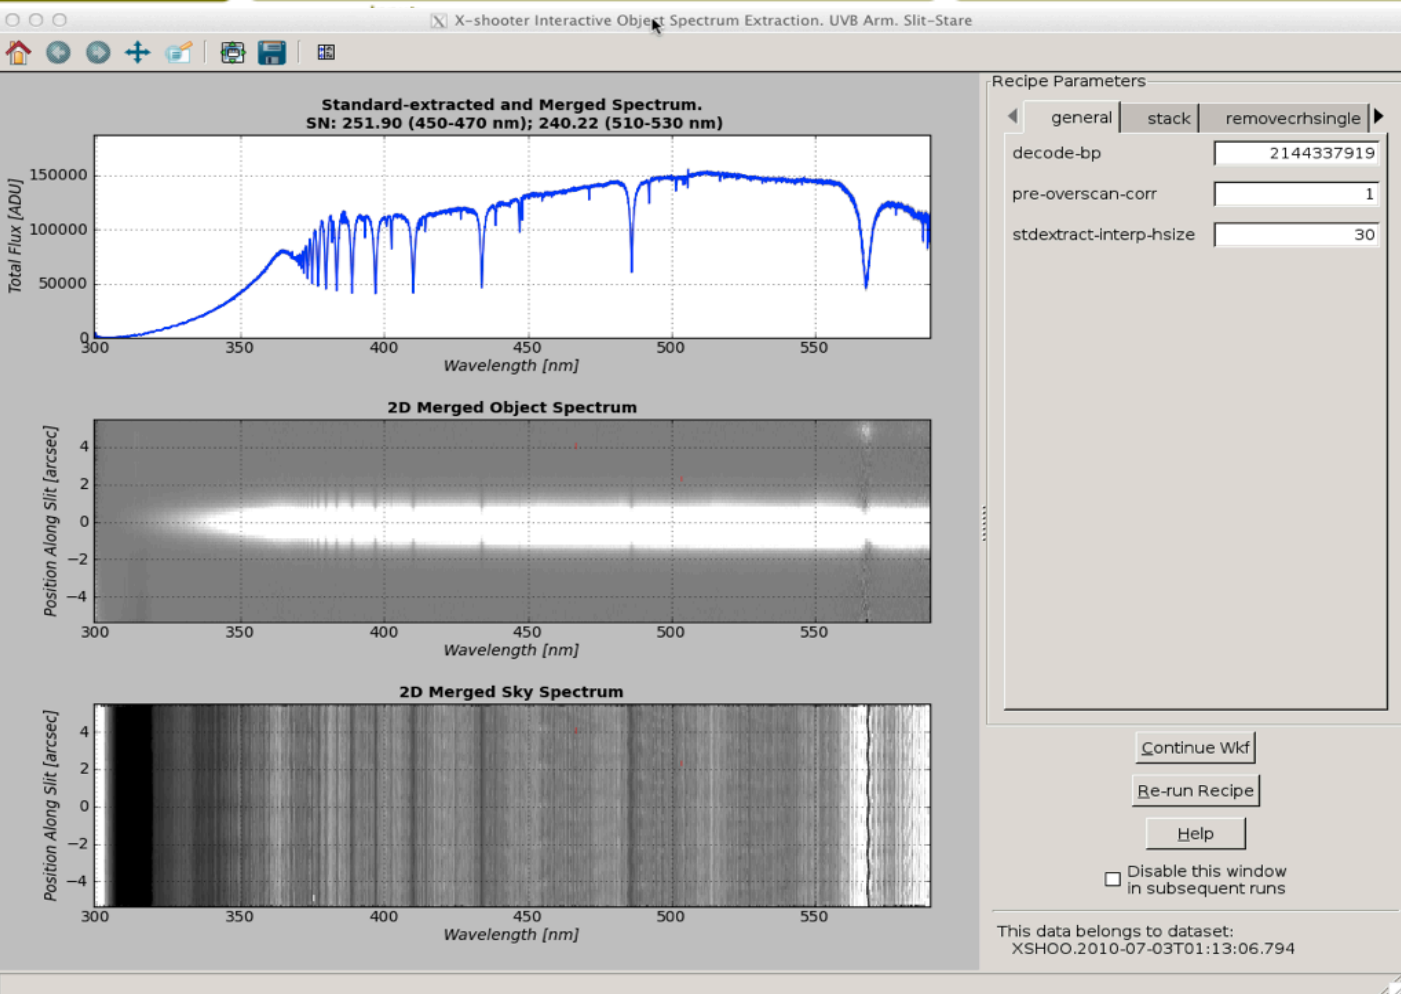 X-shooter Interactive Object Spectrum Extraction. UVB Arm. Slit-Stare
Standard-extracted and Merged Spectrum.
SN: 251.90 (450-470 nm); 240.22 (510-530 nm)
Total Flux [ADU]
150000
100000
50000
0
300 350 400 450 500 550
Wavelength [nm]
2D Merged Object Spectrum
Position Along Slit [arcsec]
4
2
0
−2
−4
300 350 400 450 500 550
Wavelength [nm]
2D Merged Sky Spectrum
Position Along Slit [arcsec]
4
2
0
−2
−4
300 350 400 450 500 550
Wavelength [nm]
Recipe Parameters
general stack removecrhsingle
decode-bp 2144337919
pre-overscan-corr 1
stdextract-interp-hsize 30
Continue Wkf
Re-run Recipe
Help
Disable this window
in subsequent runs
This data belongs to dataset:
XSHOO.2010-07-03T01:13:06.794